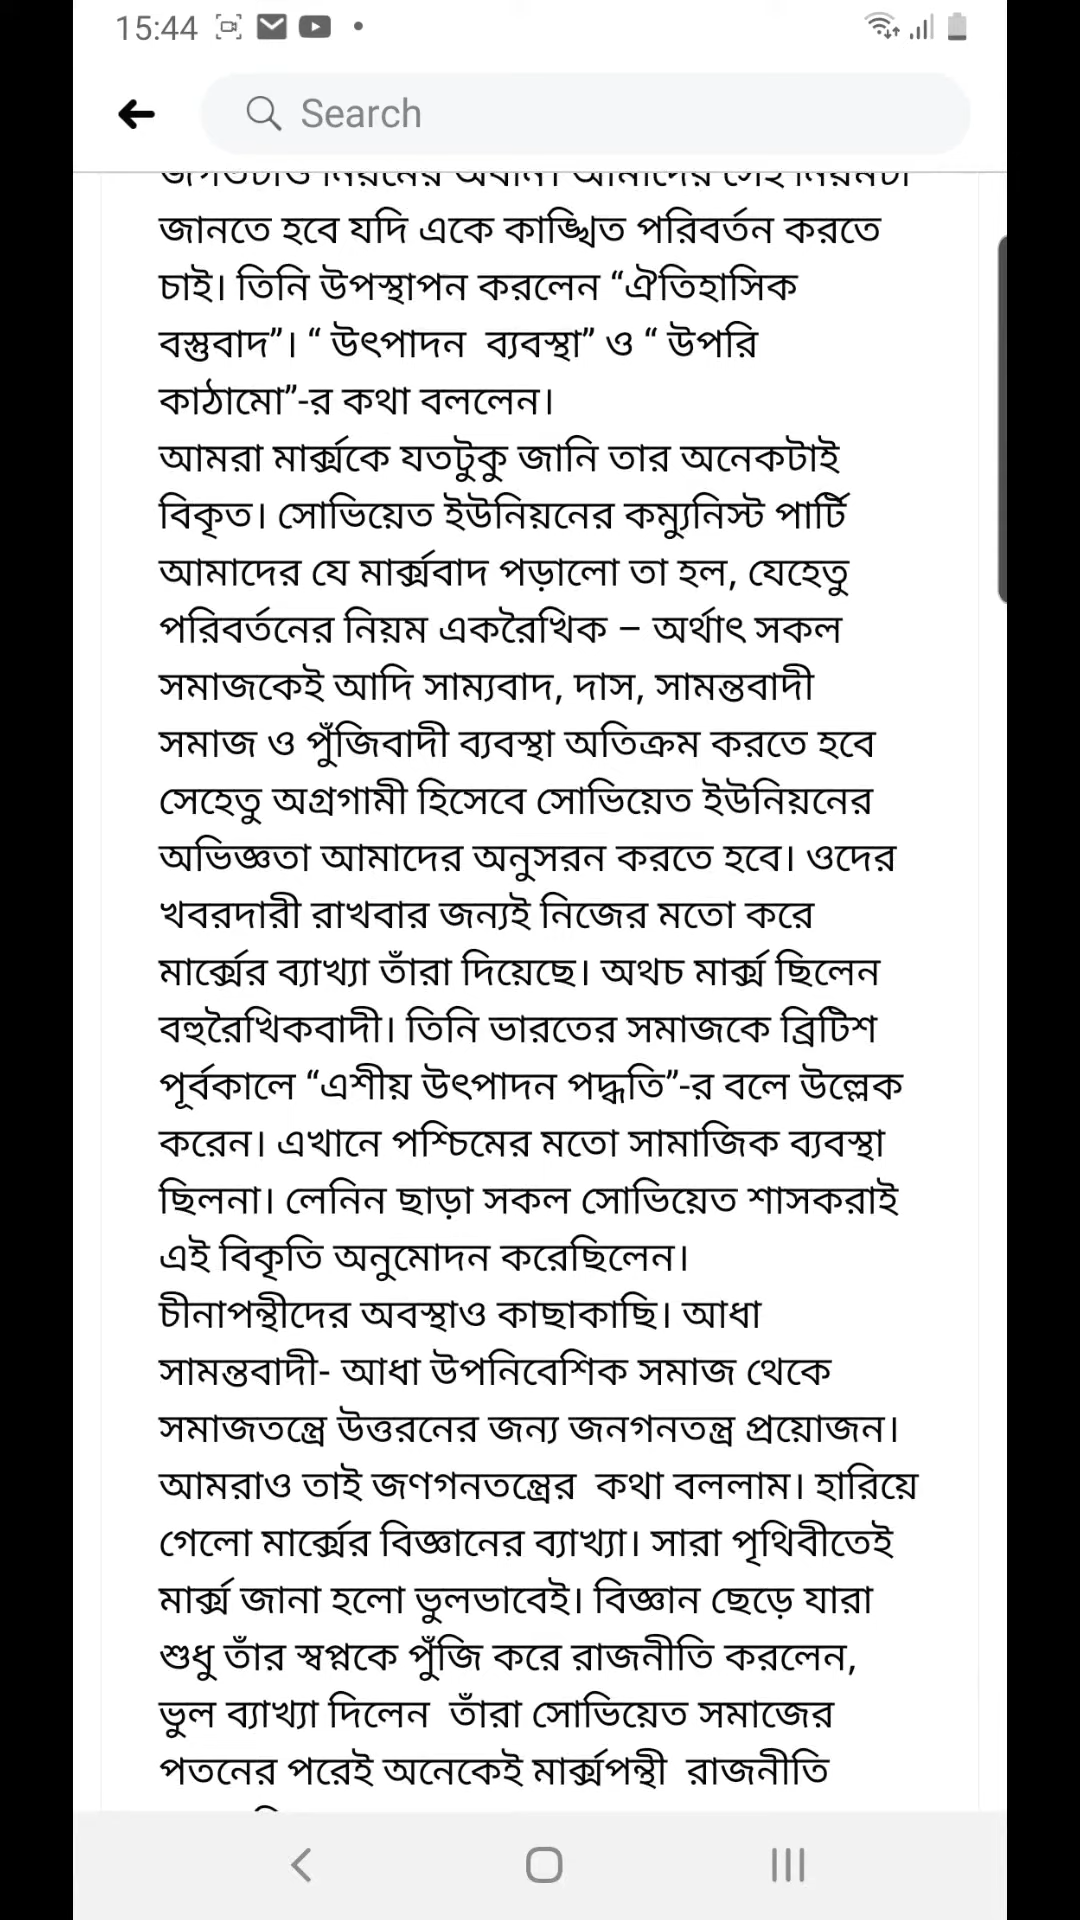 15:44
Search
জানতে হবে যদি একে কাঙ্খিত পরিবর্তন করতে
চাই। তিনি উপস্থাপন করলেন “ঐতিহাসিক
বস্তুবাদ”। “ উৎপাদন  ব্যবস্থা” ও “ উপরি
কাঠামো”-র কথা বললেন।
আমরা মার্ক্সকে যতটুকু জানি তার অনেকটাই
বিকৃত। সোভিয়েত ইউনিয়নের কম্যুনিস্ট পার্টি
আমাদের যে মার্ক্সবাদ পড়ালো তা হল, যেহেতু
পরিবর্তনের নিয়ম একরৈখিক – অর্থাৎ সকল
সমাজকেই আদি সাম্যবাদ, দাস, সামন্তবাদী
সমাজ ও পুঁজিবাদী ব্যবস্থা অতিক্রম করতে হবে
সেহেতু অগ্রগামী হিসেবে সোভিয়েত ইউনিয়নের
অভিজ্ঞতা আমাদের অনুসরন করতে হবে। ওদের
খবরদারী রাখবার জন্যই নিজের মতো করে
মার্ক্সের ব্যাখ্যা তাঁরা দিয়েছে। অথচ মার্ক্স ছিলেন
বহুরৈখিকবাদী। তিনি ভারতের সমাজকে ব্রিটিশ
পূর্বকালে “এশীয় উৎপাদন পদ্ধতি”-র বলে উল্লেক
করেন। এখানে পশ্চিমের মতো সামাজিক ব্যবস্থা
ছিলনা। লেনিন ছাড়া সকল সোভিয়েত শাসকরাই
এই বিকৃতি অনুমোদন করেছিলেন।
চীনাপন্থীদের অবস্থাও কাছাকাছি। আধা
সামন্তবাদী- আধা উপনিবেশিক সমাজ থেকে
সমাজতন্ত্রে উত্তরনের জন্য জনগনতন্ত্র প্রয়োজন।
আমরাও তাই জণগনতন্ত্রের  কথা বললাম। হারিয়ে
গেলো মার্ক্সের বিজ্ঞানের ব্যাখ্যা। সারা পৃথিবীতেই
মার্ক্স জানা হলো ভুলভাবেই। বিজ্ঞান ছেড়ে যারা
শুধু তাঁর স্বপ্নকে পুঁজি করে রাজনীতি করলেন,
ভুল ব্যাখ্যা দিলেন  তাঁরা সোভিয়েত সমাজের
পতনের পরেই অনেকেই মার্ক্সপন্থী  রাজনীতি